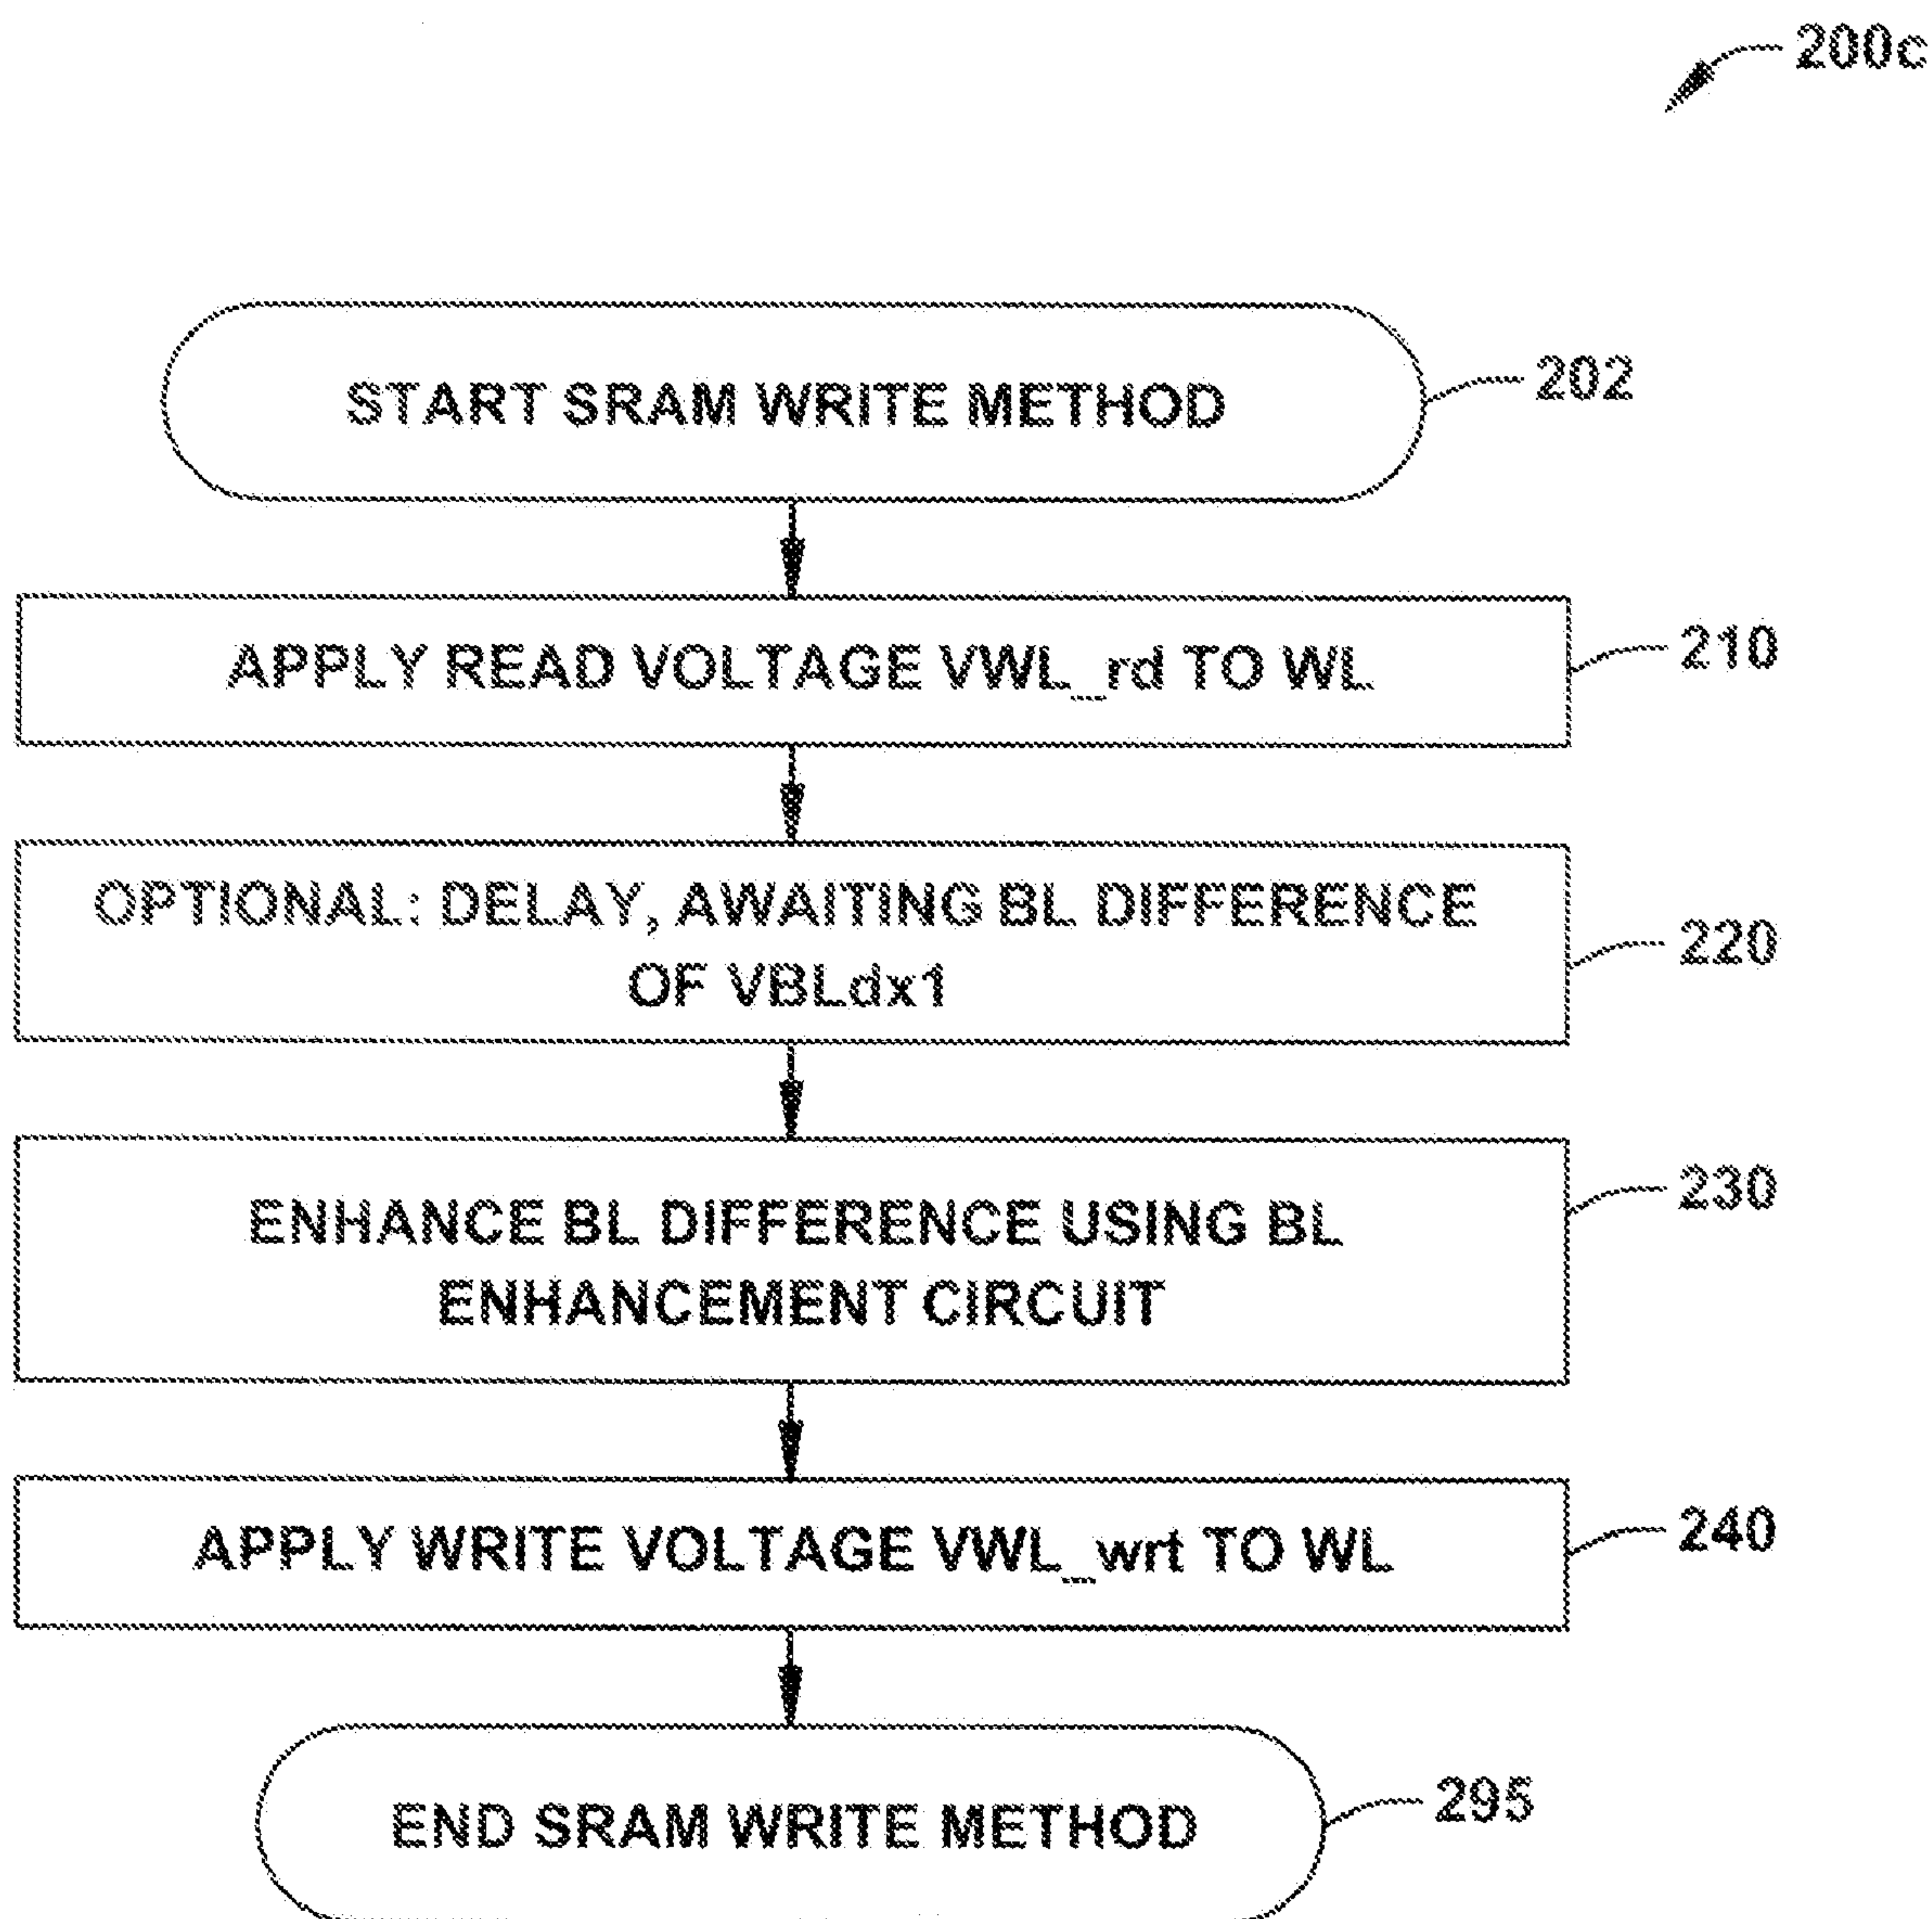 200c
START SRAM WRITE METHOD
202
APPLY READ VOLTAGE VWL_rd TO WL
210
OPTIONAL: DELAY, AWAITING BL DIFFERENCE
OF VBLdx1
220
ENHANCE BL DIFFERENCE USING BL
ENHANCEMENT CIRCUIT
230
APPLY WRITE VOLTAGE VWL_wrt TO WL
240
END SRAM WRITE METHOD
295